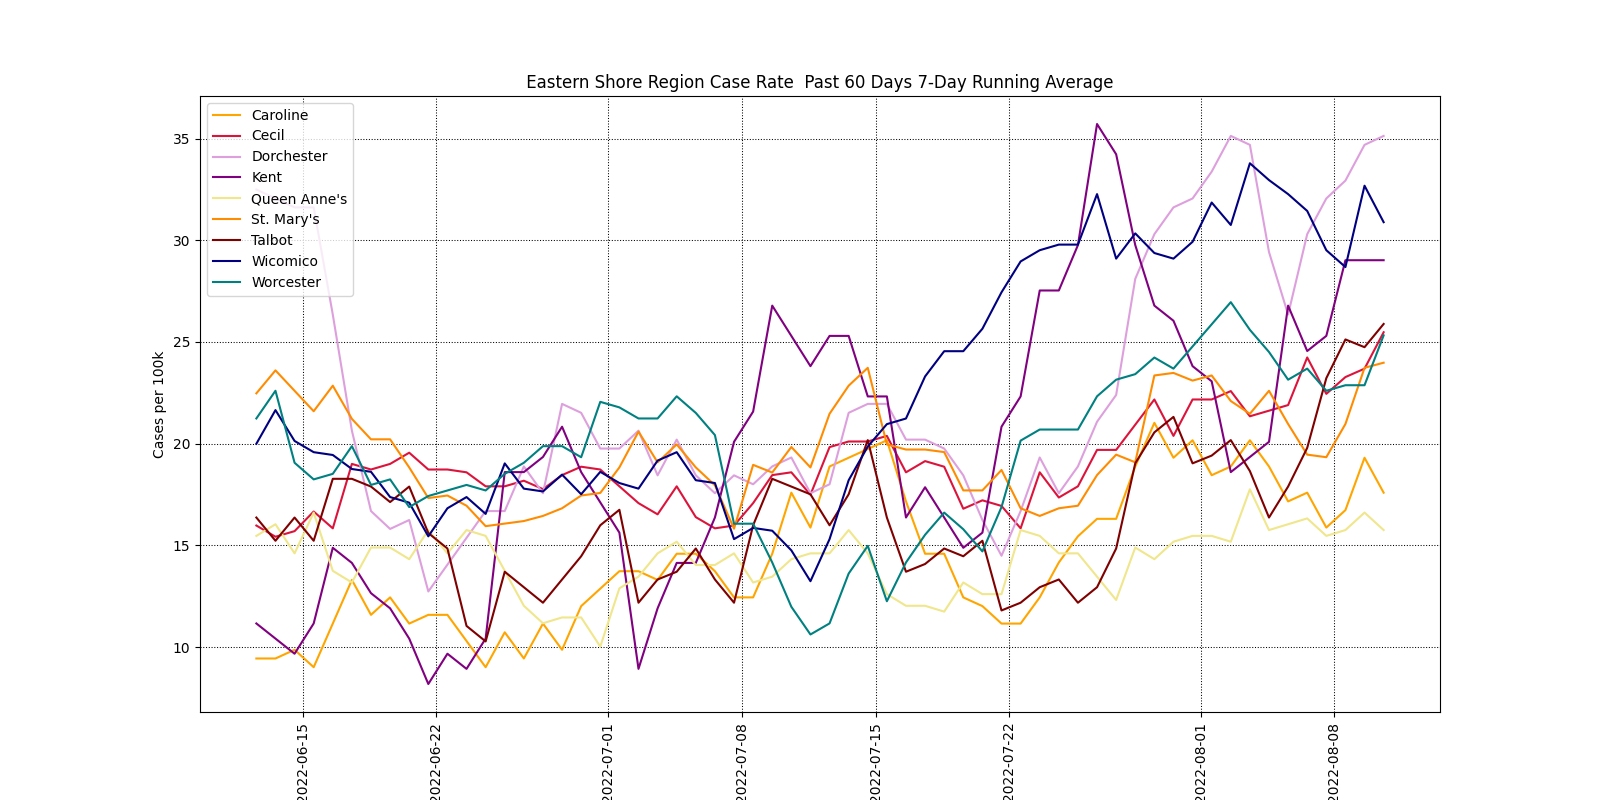 Eastern Shore Region Case Rate  Past 60 Days 7-Day Running Average
Caroline
Cecil
Dorchester
Kent
Queen Anne's
St. Mary's
Talbot
Wicomico
Worcester
Cases per 100k
35
30
25
20
15
10
2022-06-15
2022-06-22
2022-07-01
2022-07-08
2022-07-15
2022-07-22
2022-08-01
2022-08-08